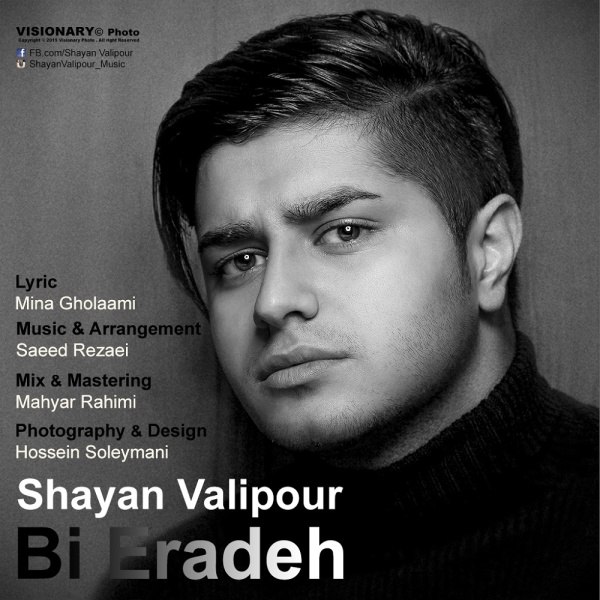 VISIONARY© Photo
Copyright © 2015 Visionary Photo . All right Reserved
FB.com/Shayan Valipour
ShayanValipour_Music
Lyric
Mina Gholaami
Music & Arrangement
Saeed Rezaei
Mix & Mastering
Mahyar Rahimi
Photography & Design
Hossein Soleymani
Shayan Valipour
Bi Eradeh